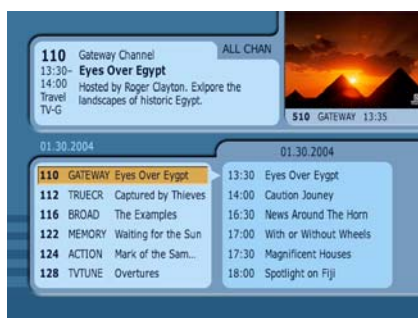 110 Gateway Channel
ALL CHAN
13:30- Eyes Over Egypt
14:00 Hosted by Roger Clayton. Exlpore the
Travel landscapes of historic Egypt.
TV-G
510 GATEWAY 13:35
01.30.2004
01.30.2004
110 GATEWAY Eyes Over Eygpt
112 TRUECR Captured by Thieves
116 BROAD The Examples
122 MEMORY Waiting for the Sun
124 ACTION Mark of the Sam...
128 TVTUNE Overtures
13:30 Eyes Over Eygpt
14:00 Caution Jouney
16:30 News Around The Horn
17:00 With or Without Wheels
17:30 Magnificent Houses
18:00 Spotlight on Fiji